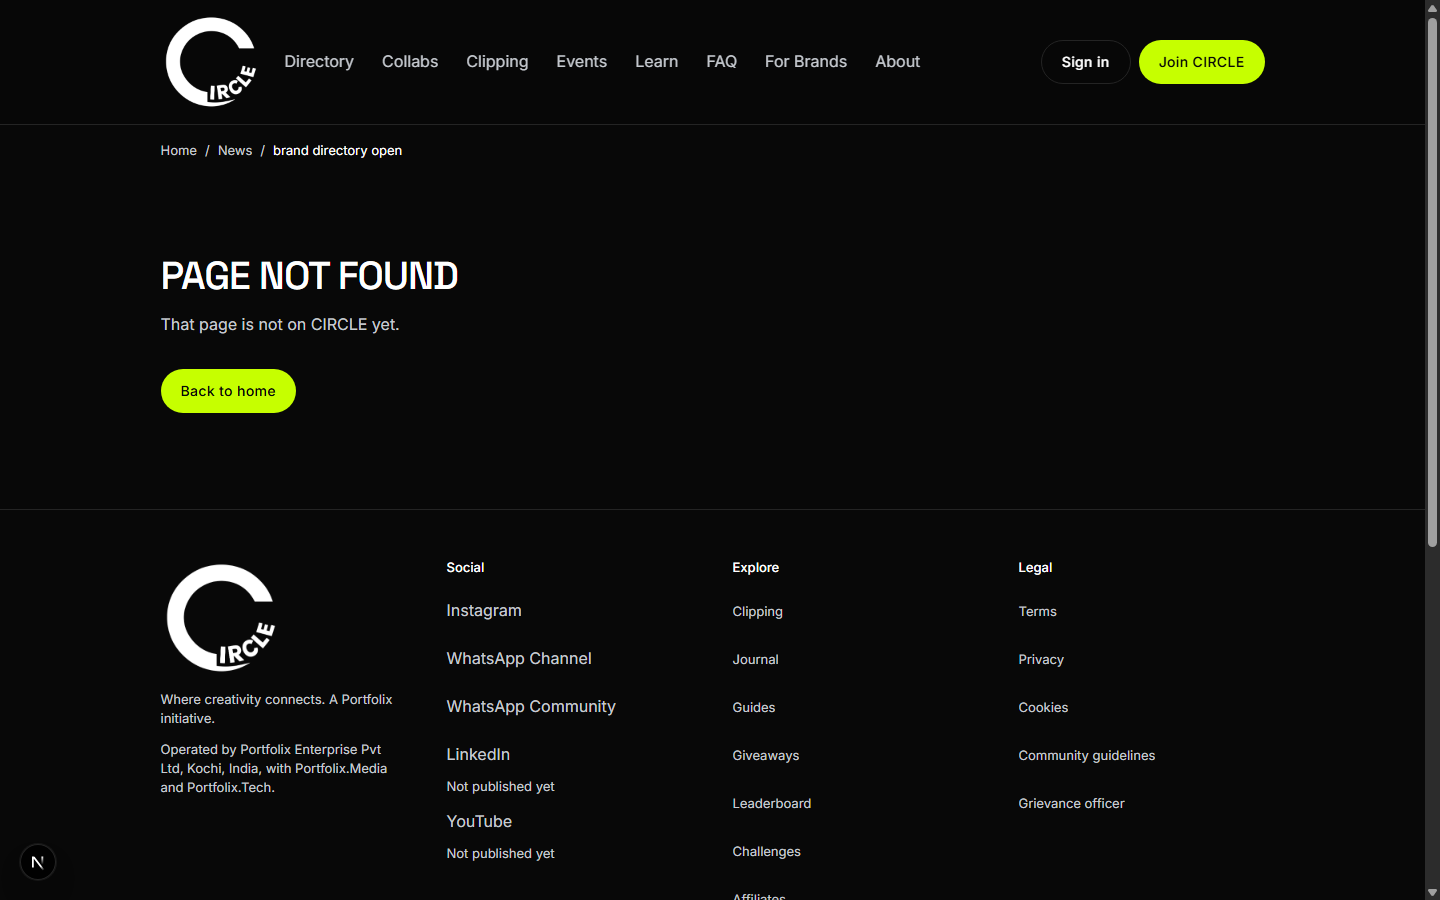 CIRCLE
Directory
Collabs
Clipping
Events
Learn
FAQ
For Brands
About
Sign in
Join CIRCLE
Home / News / brand directory open
PAGE NOT FOUND
That page is not on CIRCLE yet.
Back to home
CIRCLE
Where creativity connects. A Portfolix
initiative.
Operated by Portfolix Enterprise Pvt
Ltd, Kochi, India, with Portfolix.Media
and Portfolix.Tech.
Social
Instagram
WhatsApp Channel
WhatsApp Community
LinkedIn
Not published yet
YouTube
Not published yet
Explore
Clipping
Journal
Guides
Giveaways
Leaderboard
Challenges
Affiliates
Legal
Terms
Privacy
Cookies
Community guidelines
Grievance officer
N